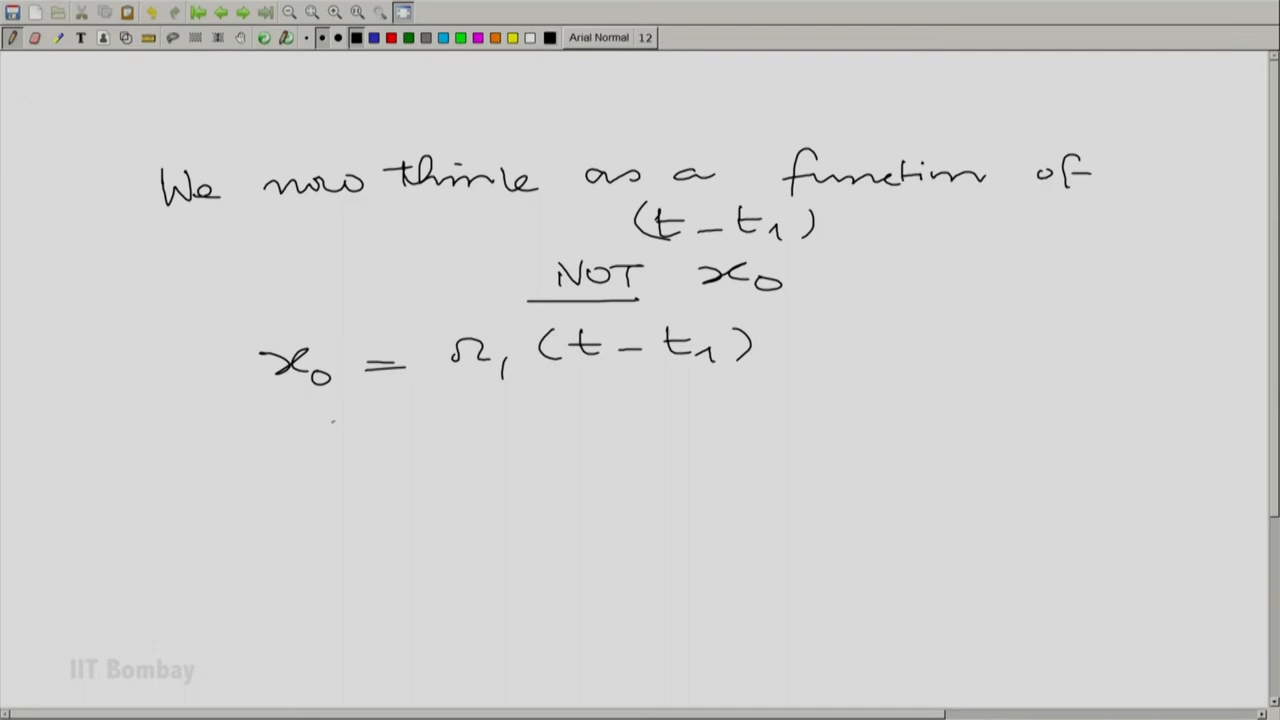 Arial Normal 12
We now think as a function of
(t - t₁)
NOT x₀
x₀ = Ω₁ (t - t₁)
IIT Bombay